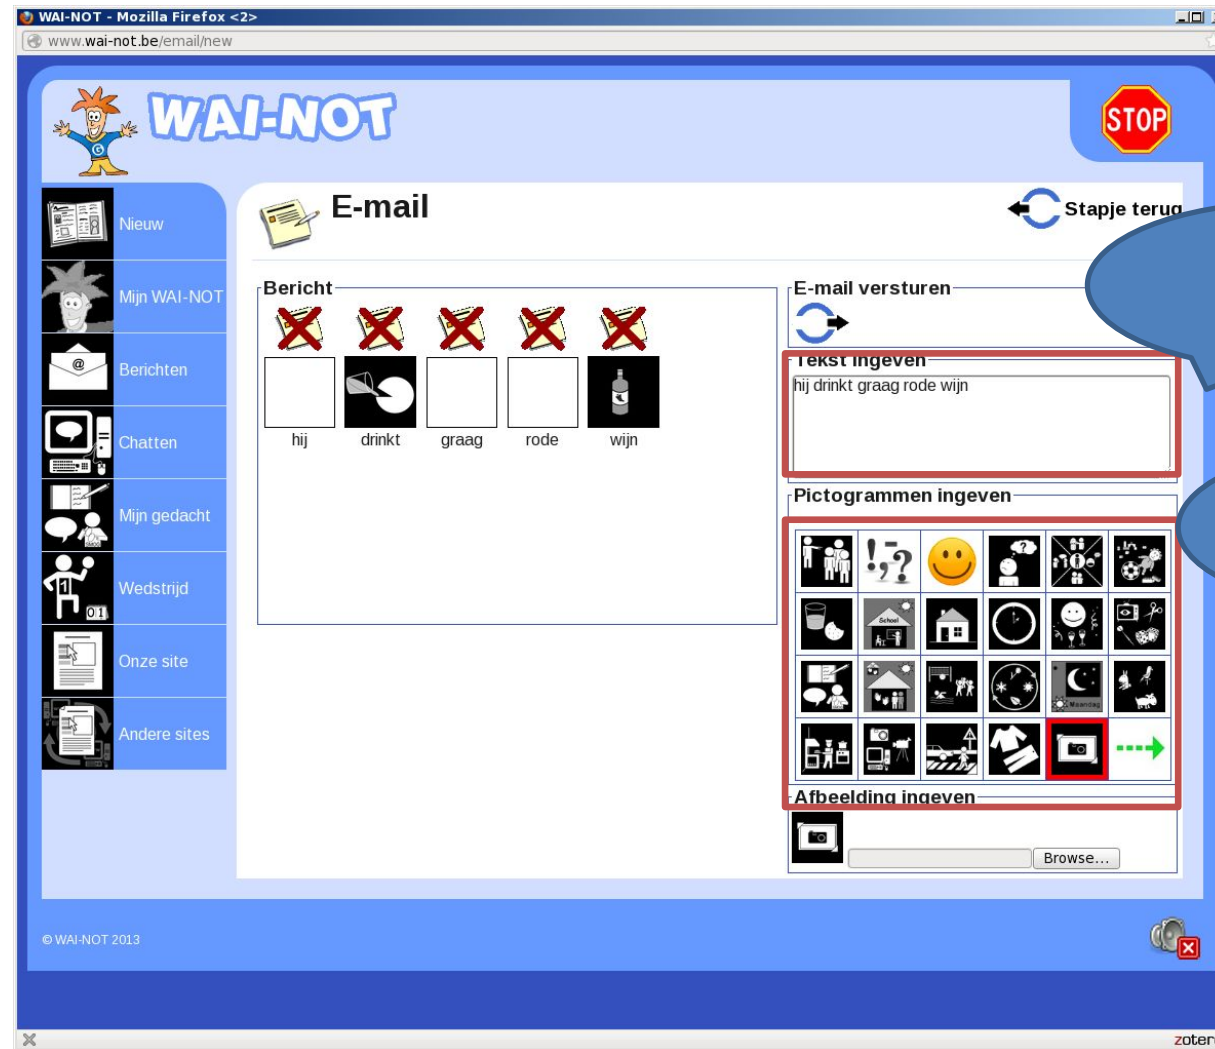 WAI-NOT - Mozilla Firefox <2>
www.wai-not.be/email/new
WAI-NOT
STOP
Nieuw
Mijn WAI-NOT
Berichten
Chatten
Mijn gedacht
Wedstrijd
Onze site
Andere sites
E-mail
Stapje terug
Bericht
hij drinkt graag rode wijn
E-mail versturen
Tekst ingeven
hij drinkt graag rode wijn
Pictogrammen ingeven
School
Maandag
Afbeelding ingeven
Browse...
© WAI-NOT 2013
zoter